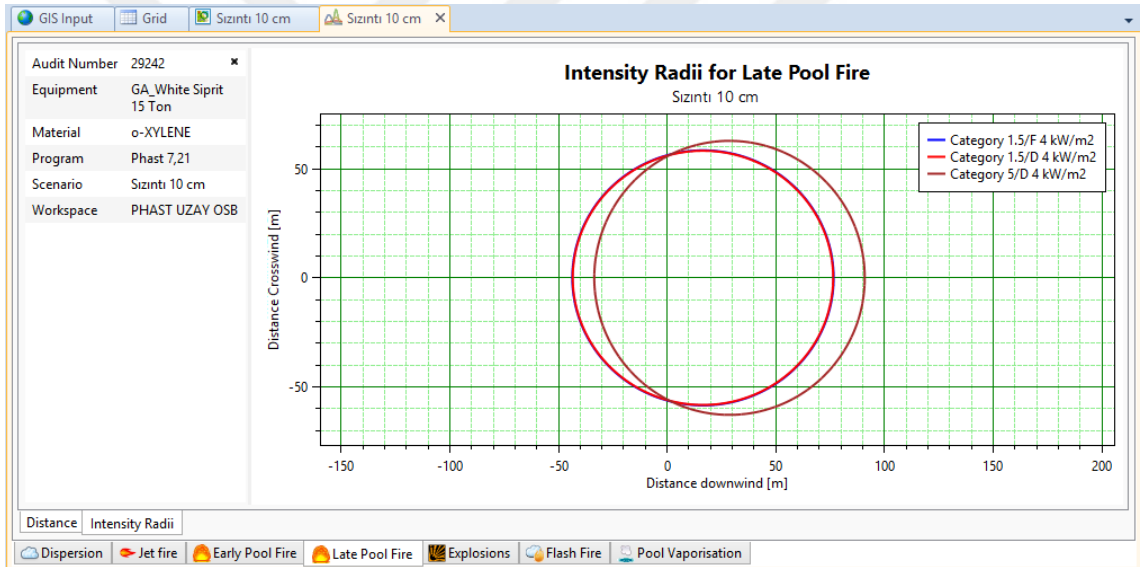 GIS Input
Grid
Sızıntı 10 cm
Sızıntı 10 cm
Audit Number 29242
Equipment GA_White Siprit
15 Ton
Material o-XYLENE
Program Phast 7,21
Scenario Sızıntı 10 cm
Workspace PHAST UZAY OSB
Intensity Radii for Late Pool Fire
Sızıntı 10 cm
Category 1.5/F 4 kW/m2
Category 1.5/D 4 kW/m2
Category 5/D 4 kW/m2
Distance Crosswind [m]
50
0
-50
-150 -100 -50 0 50 100 150 200
Distance downwind [m]
Distance Intensity Radii
Dispersion Jet fire Early Pool Fire Late Pool Fire Explosions Flash Fire Pool Vaporisation